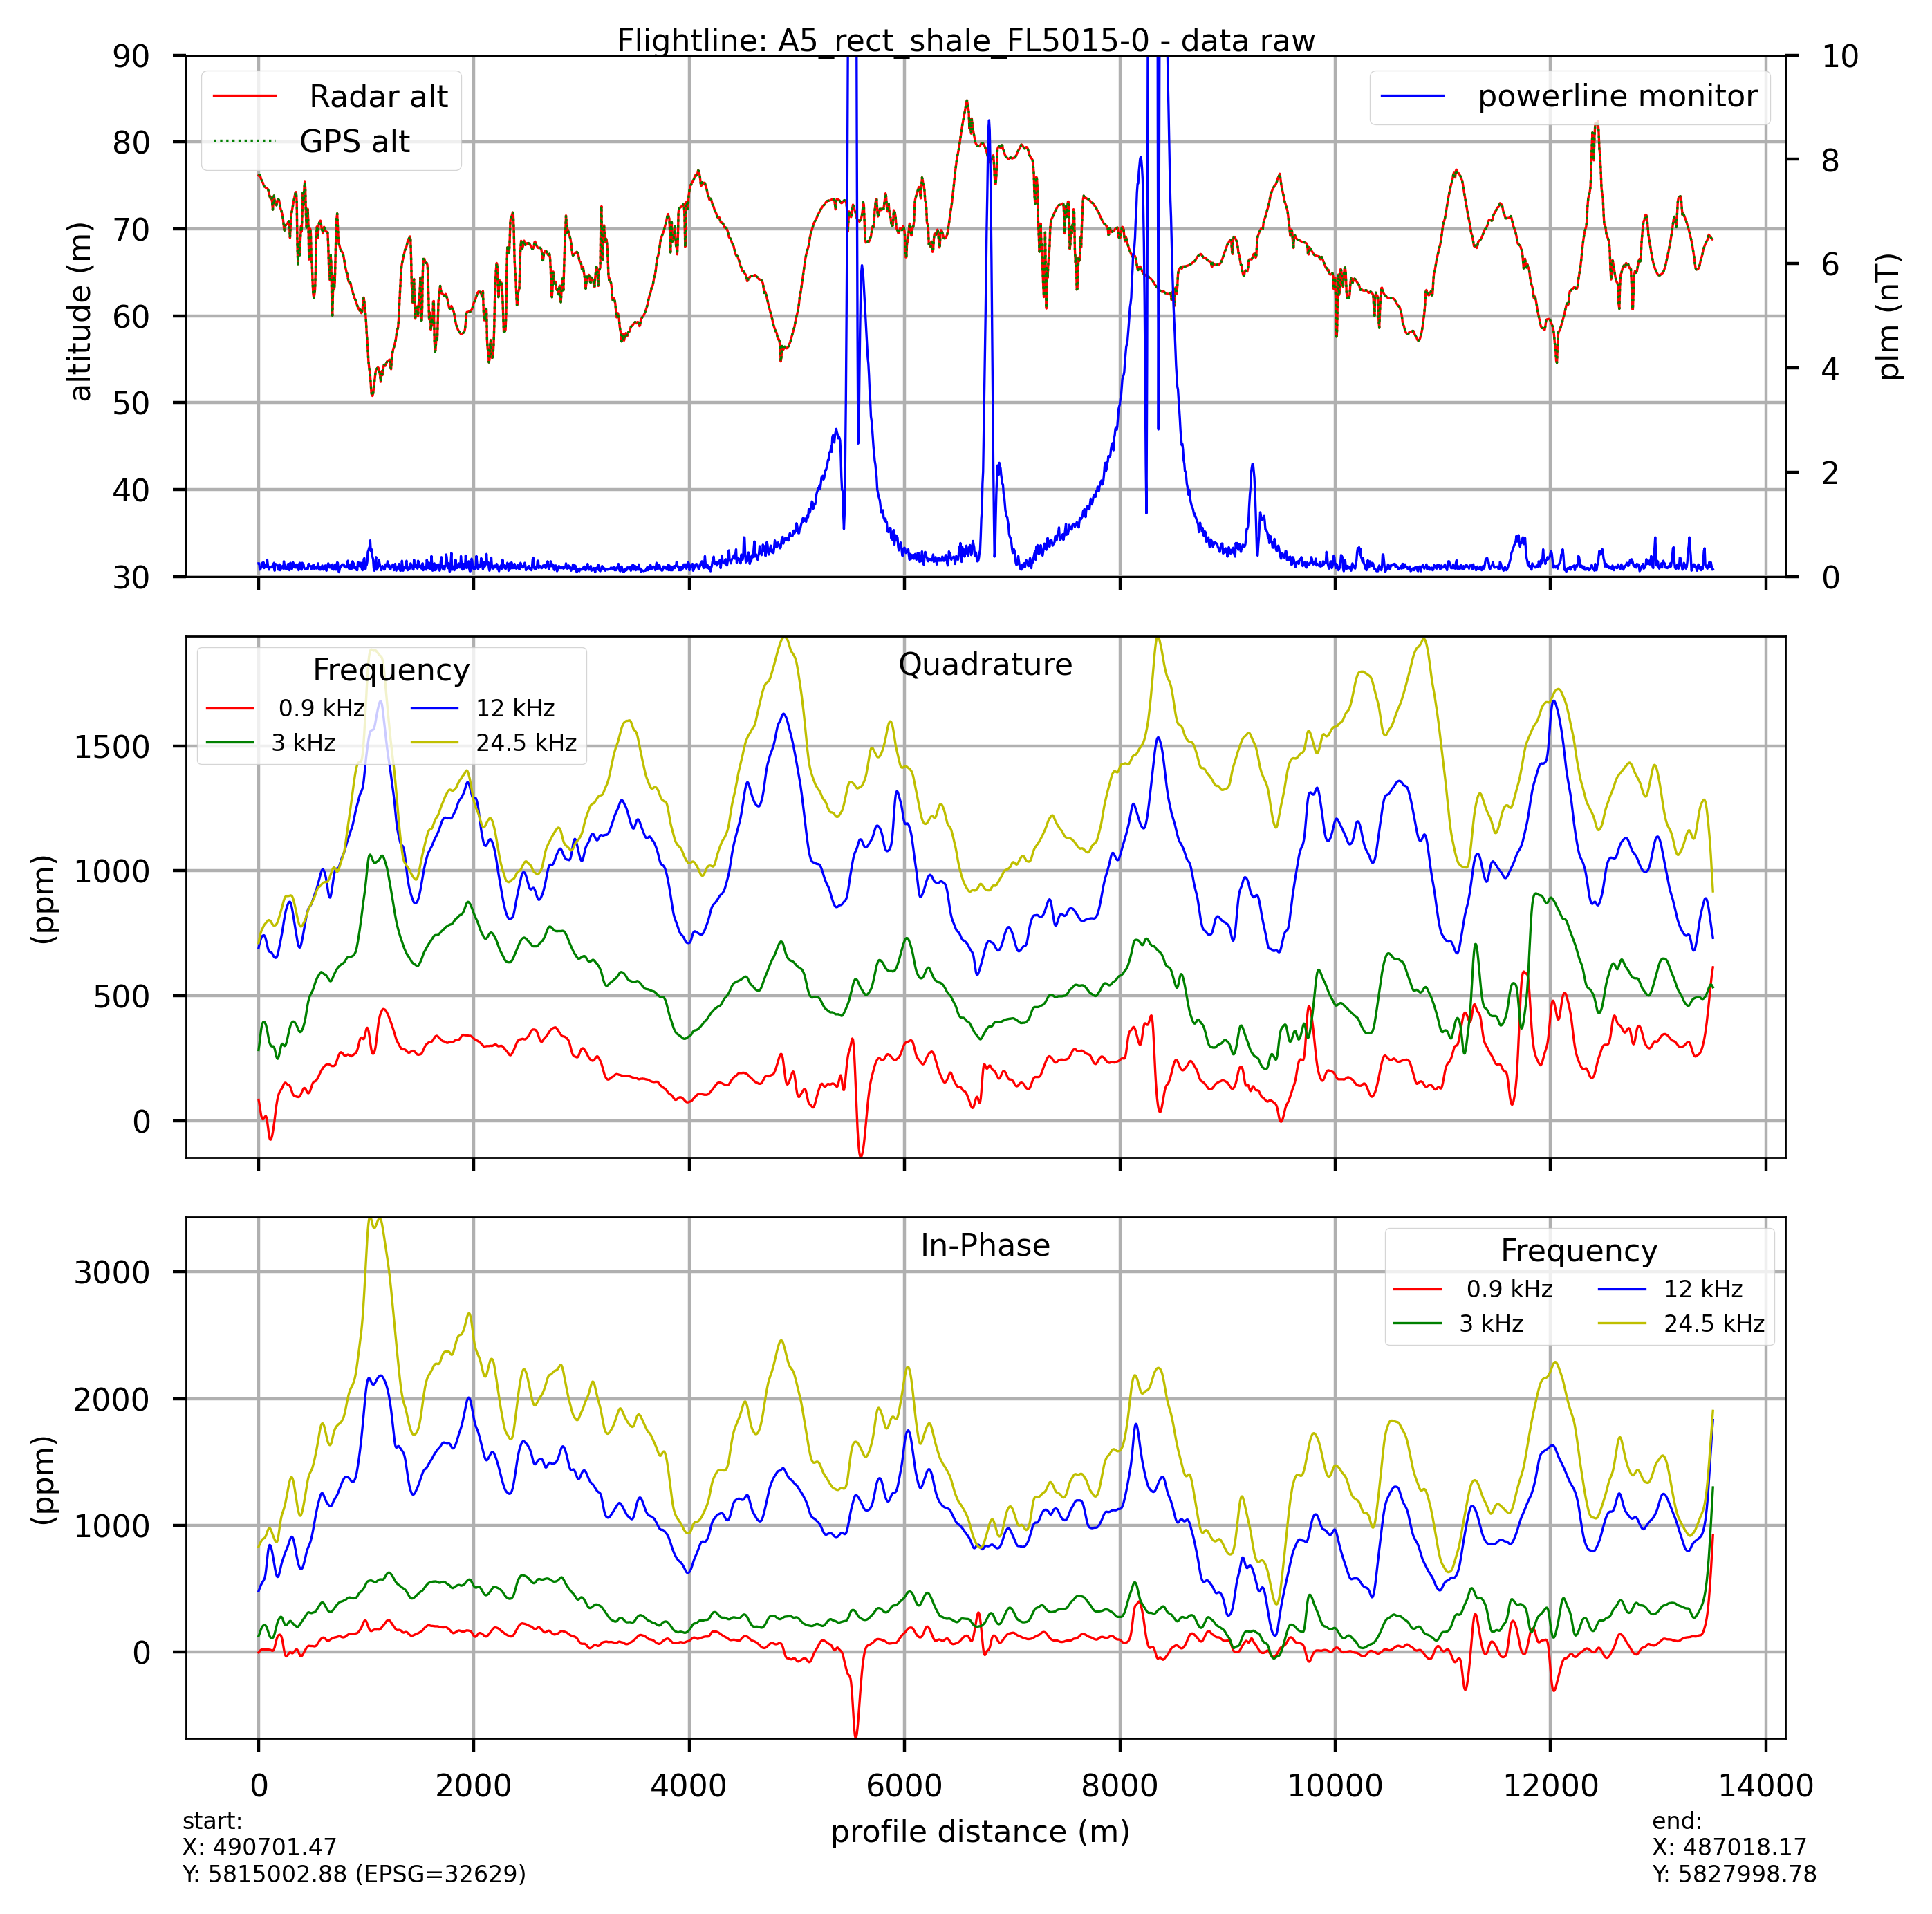 Flightline: A5_rect_shale_FL5015-0 - data raw
90
80
70
60
50
40
30
altitude (m)
Radar alt
GPS alt
powerline monitor
10
8
6
4
2
0
plm (nT)
Quadrature
Frequency
0.9 kHz 12 kHz
3 kHz 24.5 kHz
1500
1000
500
0
(ppm)
In-Phase
Frequency
0.9 kHz 12 kHz
3 kHz 24.5 kHz
3000
2000
1000
0
(ppm)
0 2000 4000 6000 8000 10000 12000 14000
profile distance (m)
start:
X: 490701.47
Y: 5815002.88 (EPSG=32629)
end:
X: 487018.17
Y: 5827998.78